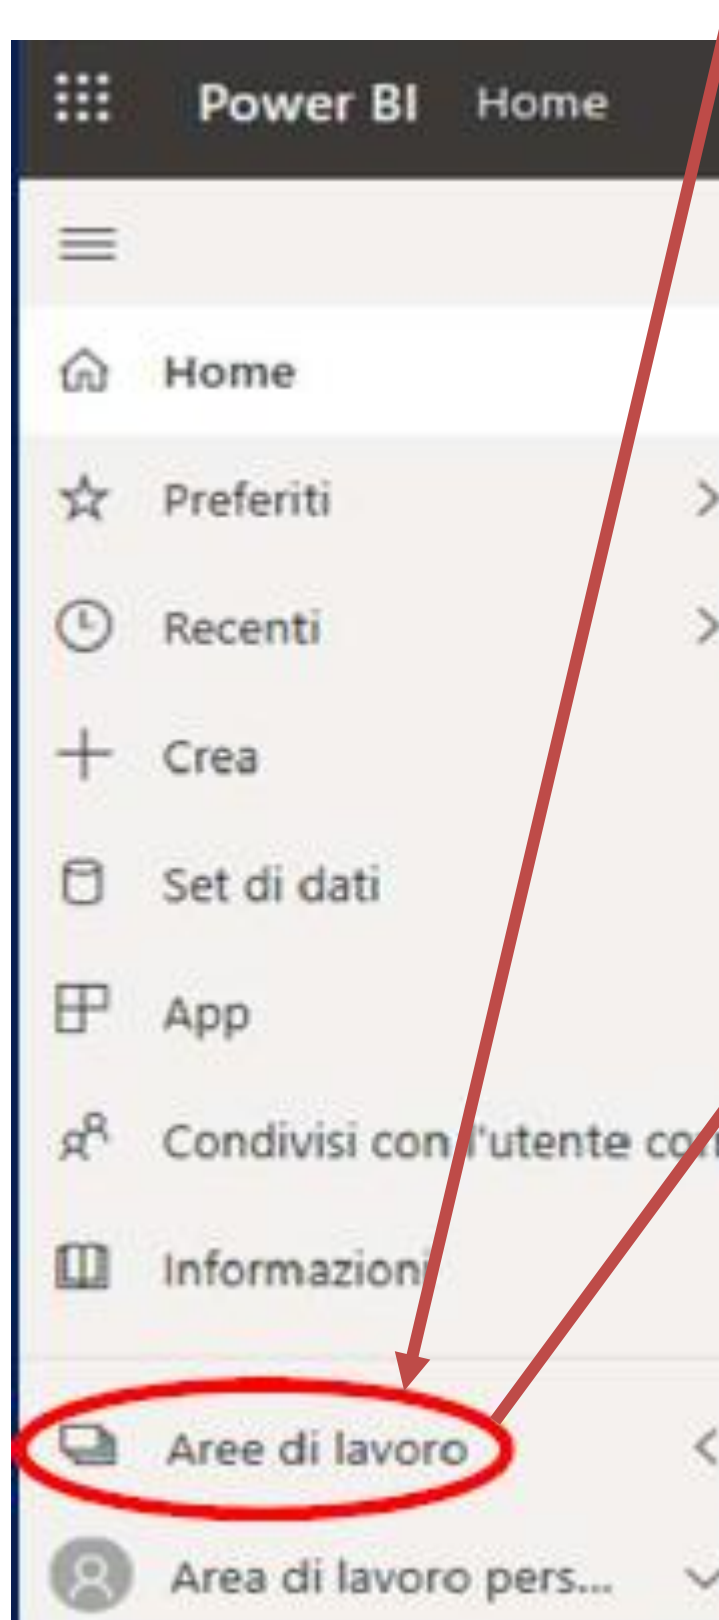 Power BI Home
Home
Preferiti
Recenti
Crea
Set di dati
App
Condivisi con l'utente
Informazioni
Aree di lavoro
Area di lavoro pers...